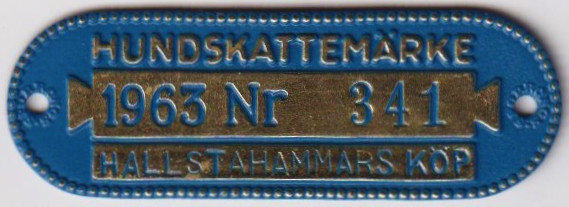 HUNDSKATTEMÄRKE
1963 Nr 341
HALLSTAHAMMARS KÖP